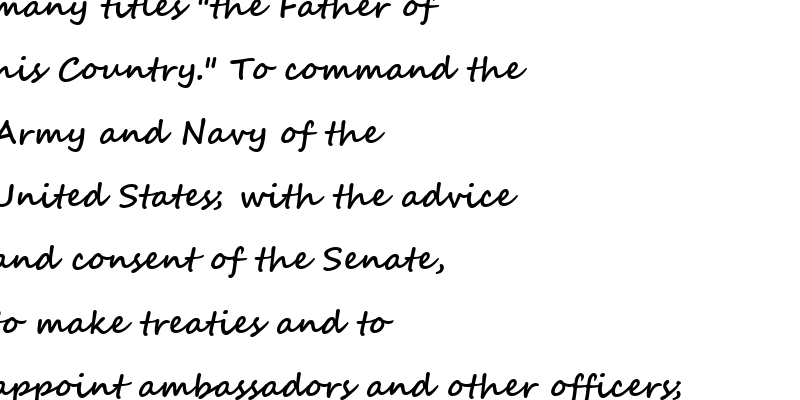 many titles "the Father of
his Country." To command the
Army and Navy of the
United States; with the advice
and consent of the Senate,
to make treaties and to
appoint ambassadors and other officers;